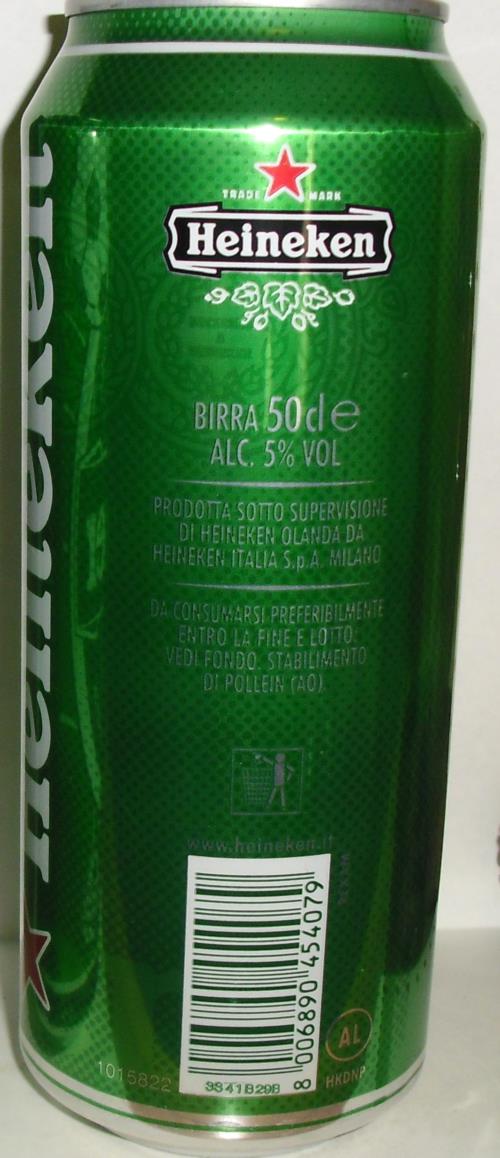 TRADE MARK
Heineken
BIRRA 50cl e
ALC. 5% VOL
PRODOTTA SOTTO SUPERVISIONE
DI HEINEKEN OLANDA DA
HEINEKEN ITALIA S.p.A. MILANO
DA CONSUMARSI PREFERIBILMENTE
ENTRO LA FINE E LOTTO:
VEDI FONDO. STABILIMENTO
DI POLLEIN (AO).
www.heineken.it
8 006890 454079
3341829B
1015822
AL
HKDNP
Heineken